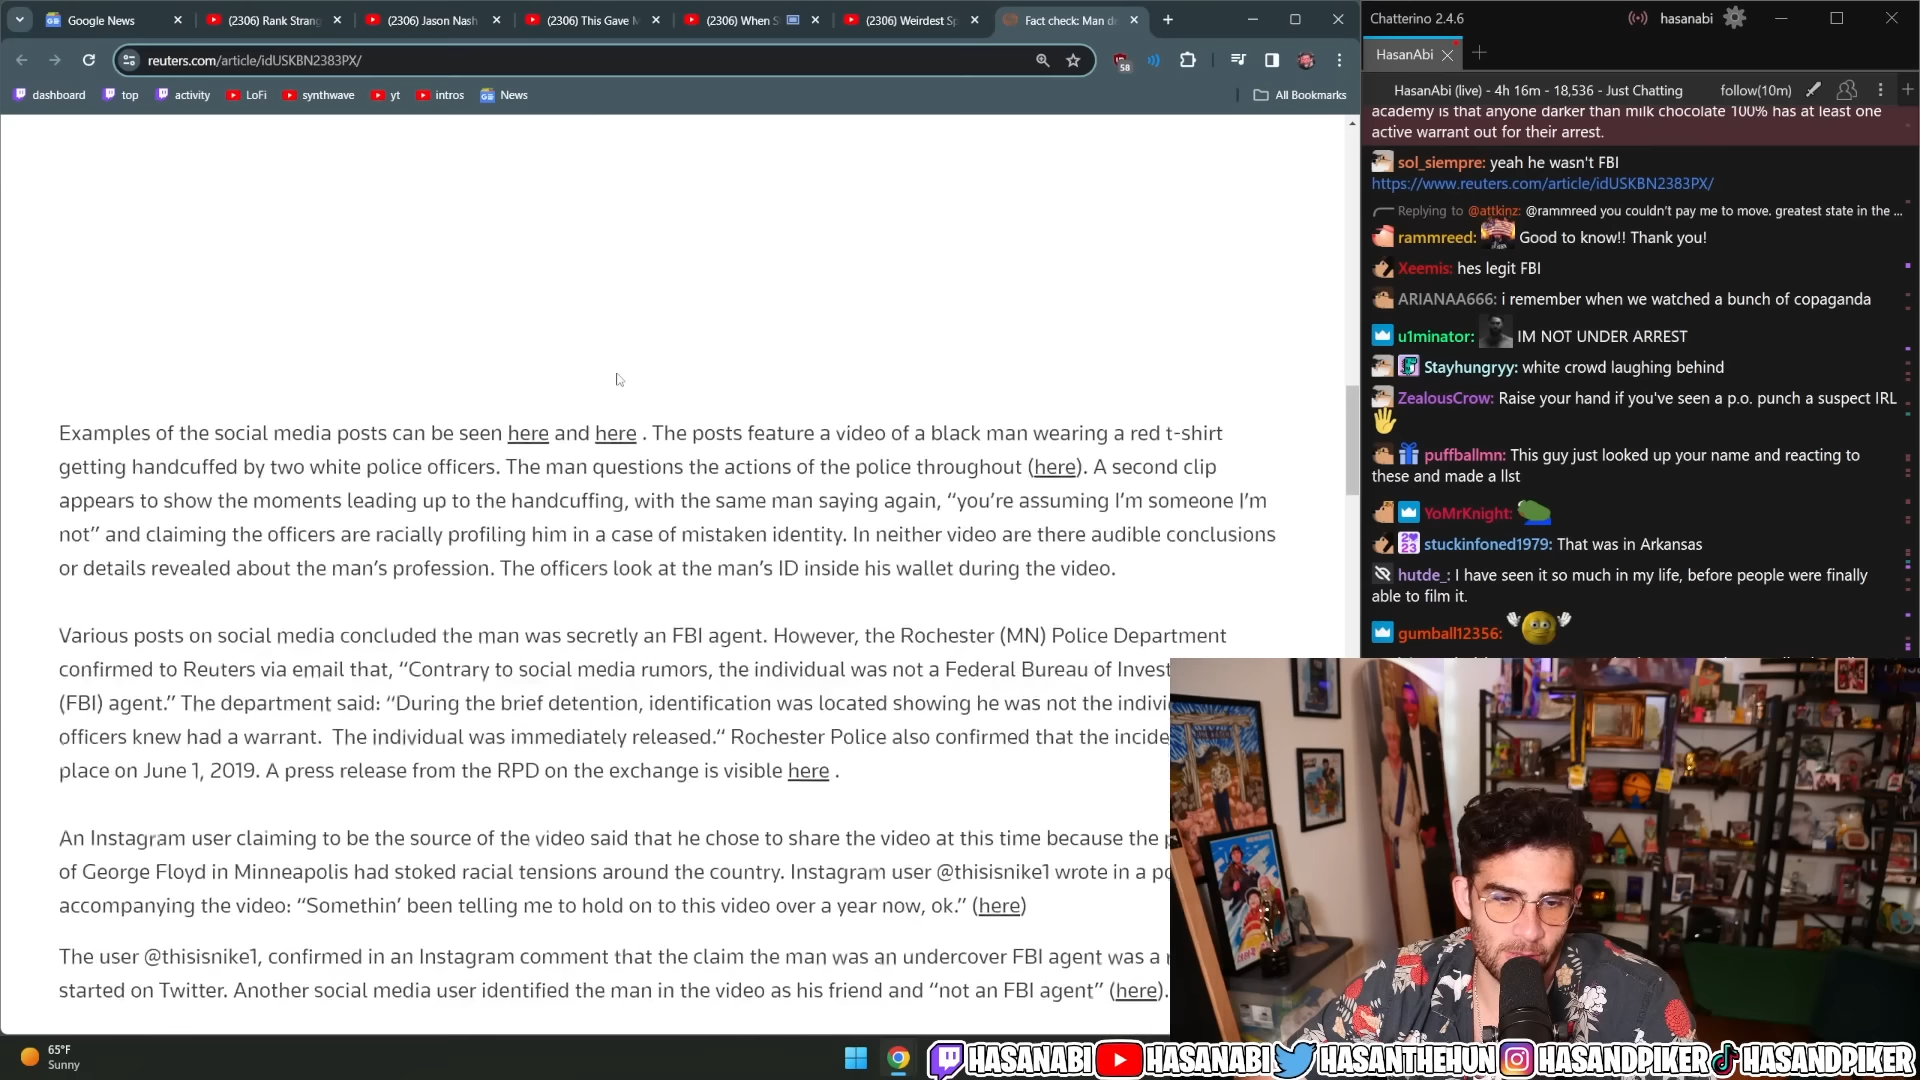 Google News
(2306) Rank Strang
(2306) Jason Nash
(2306) This Gave M
(2306) When S
(2306) Weirdest Sp
Fact check: Man de
reuters.com/article/idUSKBN2383PX/
58
dashboard
top
activity
LoFi
synthwave
yt
intros
News
All Bookmarks
Examples of the social media posts can be seen here and here . The posts feature a video of a black man wearing a red t-shirt
getting handcuffed by two white police officers. The man questions the actions of the police throughout (here). A second clip
appears to show the moments leading up to the handcuffing, with the same man saying again, “you’re assuming I’m someone I’m
not” and claiming the officers are racially profiling him in a case of mistaken identity. In neither video are there audible conclusions
or details revealed about the man’s profession. The officers look at the man’s ID inside his wallet during the video.
Various posts on social media concluded the man was secretly an FBI agent. However, the Rochester (MN) Police Department
confirmed to Reuters via email that, “Contrary to social media rumors, the individual was not a Federal Bureau of Invest
(FBI) agent.” The department said: “During the brief detention, identification was located showing he was not the indivi
officers knew had a warrant. The individual was immediately released.“ Rochester Police also confirmed that the incide
place on June 1, 2019. A press release from the RPD on the exchange is visible here .
An Instagram user claiming to be the source of the video said that he chose to share the video at this time because the p
of George Floyd in Minneapolis had stoked racial tensions around the country. Instagram user @thisisnike1 wrote in a po
accompanying the video: “Somethin’ been telling me to hold on to this video over a year now, ok.” (here)
The user @thisisnike1, confirmed in an Instagram comment that the claim the man was an undercover FBI agent was a r
started on Twitter. Another social media user identified the man in the video as his friend and “not an FBI agent” (here).
Chatterino 2.4.6
hasanabi
HasanAbi
HasanAbi (live) - 4h 16m - 18,536 - Just Chatting
follow(10m)
academy is that anyone darker than milk chocolate 100% has at least one
active warrant out for their arrest.
sol_siempre: yeah he wasn't FBI
https://www.reuters.com/article/idUSKBN2383PX/
Replying to @attkinz: @rammreed you couldn’t pay me to move. greatest state in the ...
rammreed: Good to know!! Thank you!
Xeemis: hes legit FBI
ARIANAA666: i remember when we watched a bunch of copaganda
u1minator: IM NOT UNDER ARREST
Stayhungryy: white crowd laughing behind
ZealousCrow: Raise your hand if you've seen a p.o. punch a suspect IRL
puffballmn: This guy just looked up your name and reacting to
these and made a llst
YoMrKnight:
stuckinfoned1979: That was in Arkansas
hutde_: I have seen it so much in my life, before people were finally
able to film it.
gumball12356:
65°F
Sunny
HASANABI
HASANABI
HASANTHEHUN
HASANDPIKER
HASANDPIKER